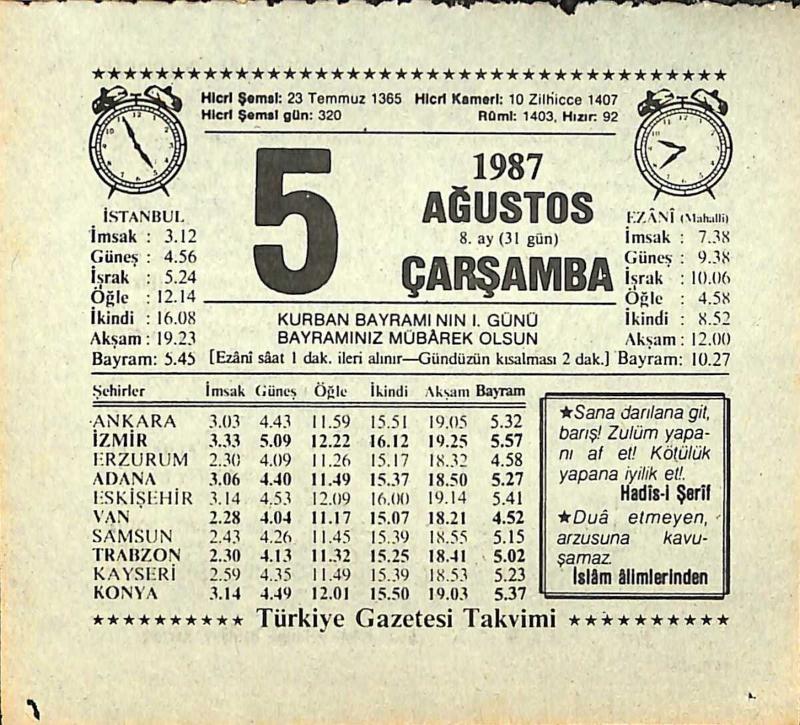 Hicrî Şemsî: 23 Temmuz 1365 Hicrî Kamerî: 10 Zilhicce 1407
Hicrî Şemsî gün: 320 Rûmî: 1403, Hızır: 92
5
1987
AĞUSTOS
8. ay (31 gün)
ÇARŞAMBA
İSTANBUL
İmsak : 3.12
Güneş : 4.56
İşrak : 5.24
Öğle : 12.14
İkindi : 16.08
Akşam : 19.23
Bayram: 5.45
EZÂNİ (Mahalli)
İmsak : 7.38
Güneş : 9.38
İşrak : 10.06
Öğle : 4.58
İkindi : 8.52
Akşam : 12.00
Bayram: 10.27
KURBAN BAYRAMI NIN I. GÜNÜ
BAYRAMINIZ MÜBÂREK OLSUN
[Ezânî sâat 1 dak. ileri alınır—Gündüzün kısalması 2 dak.]
Şehirler İmsak Güneş Öğle İkindi Akşam Bayram
ANKARA 3.03 4.43 11.59 15.51 19.05 5.32
İZMİR 3.33 5.09 12.22 16.12 19.25 5.57
ERZURUM 2.30 4.09 11.26 15.17 18.32 4.58
ADANA 3.06 4.40 11.49 15.37 18.50 5.27
ESKİŞEHİR 3.14 4.53 12.09 16.00 19.14 5.41
VAN 2.28 4.04 11.17 15.07 18.21 4.52
SAMSUN 2.43 4.26 11.45 15.39 18.55 5.15
TRABZON 2.30 4.13 11.32 15.25 18.41 5.02
KAYSERİ 2.59 4.35 11.49 15.39 18.53 5.23
KONYA 3.14 4.49 12.01 15.50 19.03 5.37
★Sana darılana git,
barış! Zulüm yapa-
nı af et! Kötülük
yapana iyilik et!.
Hadîs-i Şerîf
★Duâ etmeyen,
arzusuna kavu-
şamaz.
İslâm âlimlerinden
★★★★★★★★★★ Türkiye Gazetesi Takvimi ★★★★★★★★★★